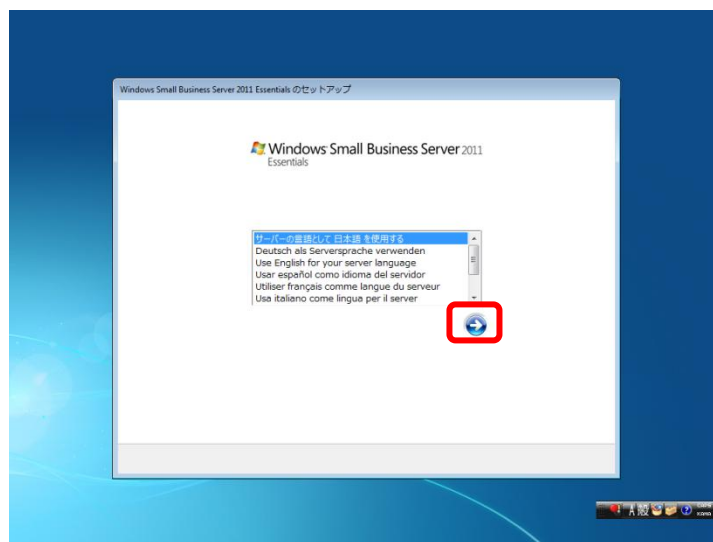 Windows Small Business Server 2011 Essentials のセットアップ
Windows Small Business Server 2011
Essentials
サーバーの言語として 日本語 を使用する
Deutsch als Serversprache verwenden
Use English for your server language
Usar español como idioma del servidor
Utiliser français comme langue du serveur
Usa italiano come lingua per il server
A 般
CAPS
KANA